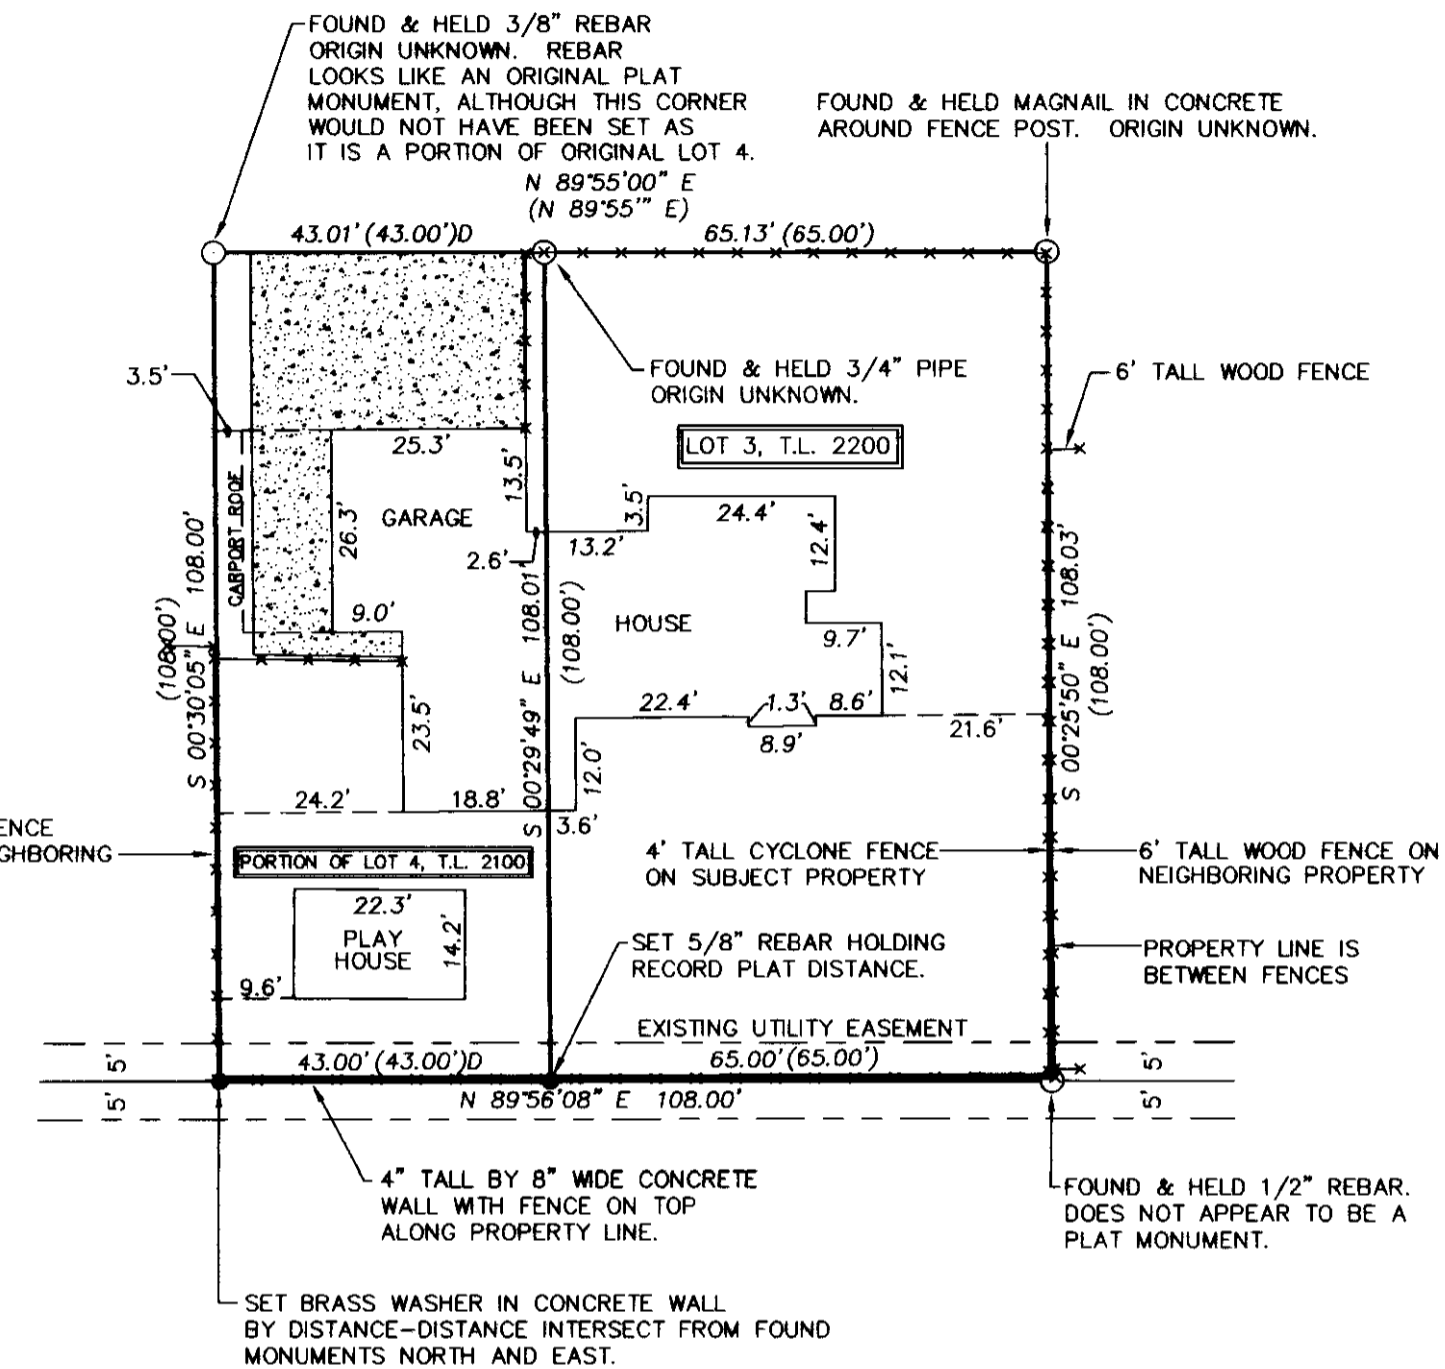 FOUND & HELD 3/8" REBAR
ORIGIN UNKNOWN. REBAR
LOOKS LIKE AN ORIGINAL PLAT
MONUMENT, ALTHOUGH THIS CORNER
WOULD NOT HAVE BEEN SET AS
IT IS A PORTION OF ORIGINAL LOT 4.
FOUND & HELD MAGNAIL IN CONCRETE
AROUND FENCE POST. ORIGIN UNKNOWN.
N 89°55'00" E
(N 89°55'" E)
43.01' (43.00')D
65.13' (65.00')
3.5'
FOUND & HELD 3/4" PIPE
ORIGIN UNKNOWN.
6' TALL WOOD FENCE
LOT 3, T.L. 2200
25.3'
13.5'
CARPORT ROOF
26.3'
GARAGE
2.6'
13.2'
3.5'
24.4'
12.4'
HOUSE
9.0'
9.7'
12.1'
S 00°30'05" E 108.00'
(108.00')
S 00°29'49" E 108.01'
(108.00')
S 00°25'50" E 108.03'
(108.00')
23.5'
22.4'
1.3'
8.6'
8.9'
21.6'
12.0'
24.2'
18.8'
3.6'
ENCE
GHBORING
PORTION OF LOT 4, T.L. 2100
4' TALL CYCLONE FENCE
ON SUBJECT PROPERTY
6' TALL WOOD FENCE ON
NEIGHBORING PROPERTY
22.3'
PLAY
HOUSE
14.2'
9.6'
SET 5/8" REBAR HOLDING
RECORD PLAT DISTANCE.
PROPERTY LINE IS
BETWEEN FENCES
EXISTING UTILITY EASEMENT
5'
43.00' (43.00')D
65.00'(65.00')
5'
5'
N 89°56'08" E 108.00'
5'
4" TALL BY 8" WIDE CONCRETE
WALL WITH FENCE ON TOP
ALONG PROPERTY LINE.
FOUND & HELD 1/2" REBAR.
DOES NOT APPEAR TO BE A
PLAT MONUMENT.
SET BRASS WASHER IN CONCRETE WALL
BY DISTANCE-DISTANCE INTERSECT FROM FOUND
MONUMENTS NORTH AND EAST.